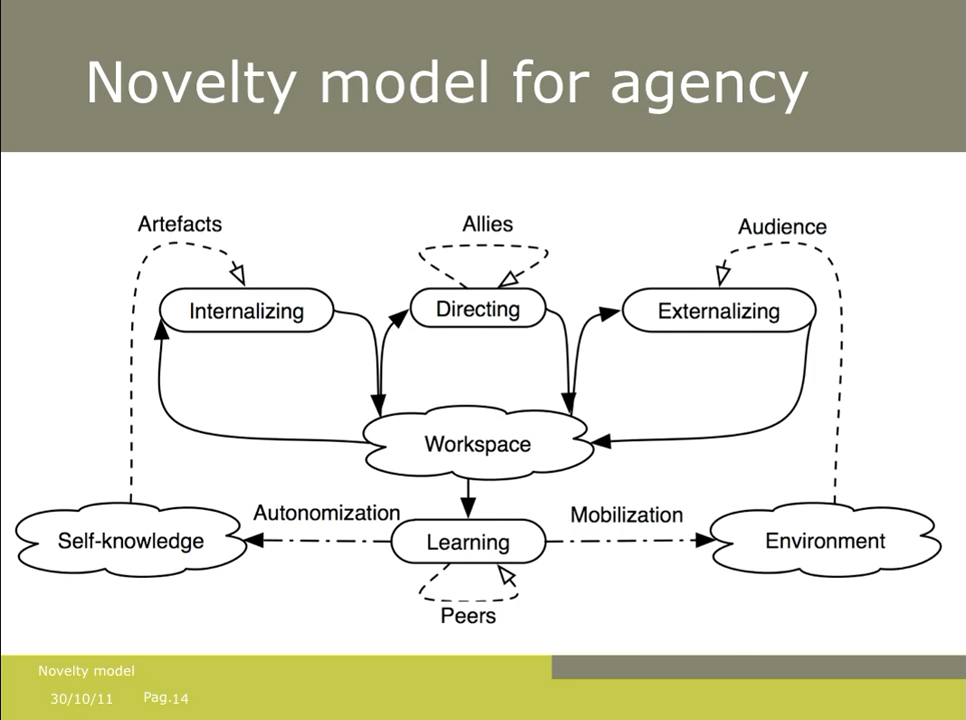 Novelty model for agency
Artefacts
Allies
Audience
Internalizing
Directing
Externalizing
Workspace
Autonomization
Mobilization
Self-knowledge
Learning
Environment
Peers
Novelty model
30/10/11 Pag.14